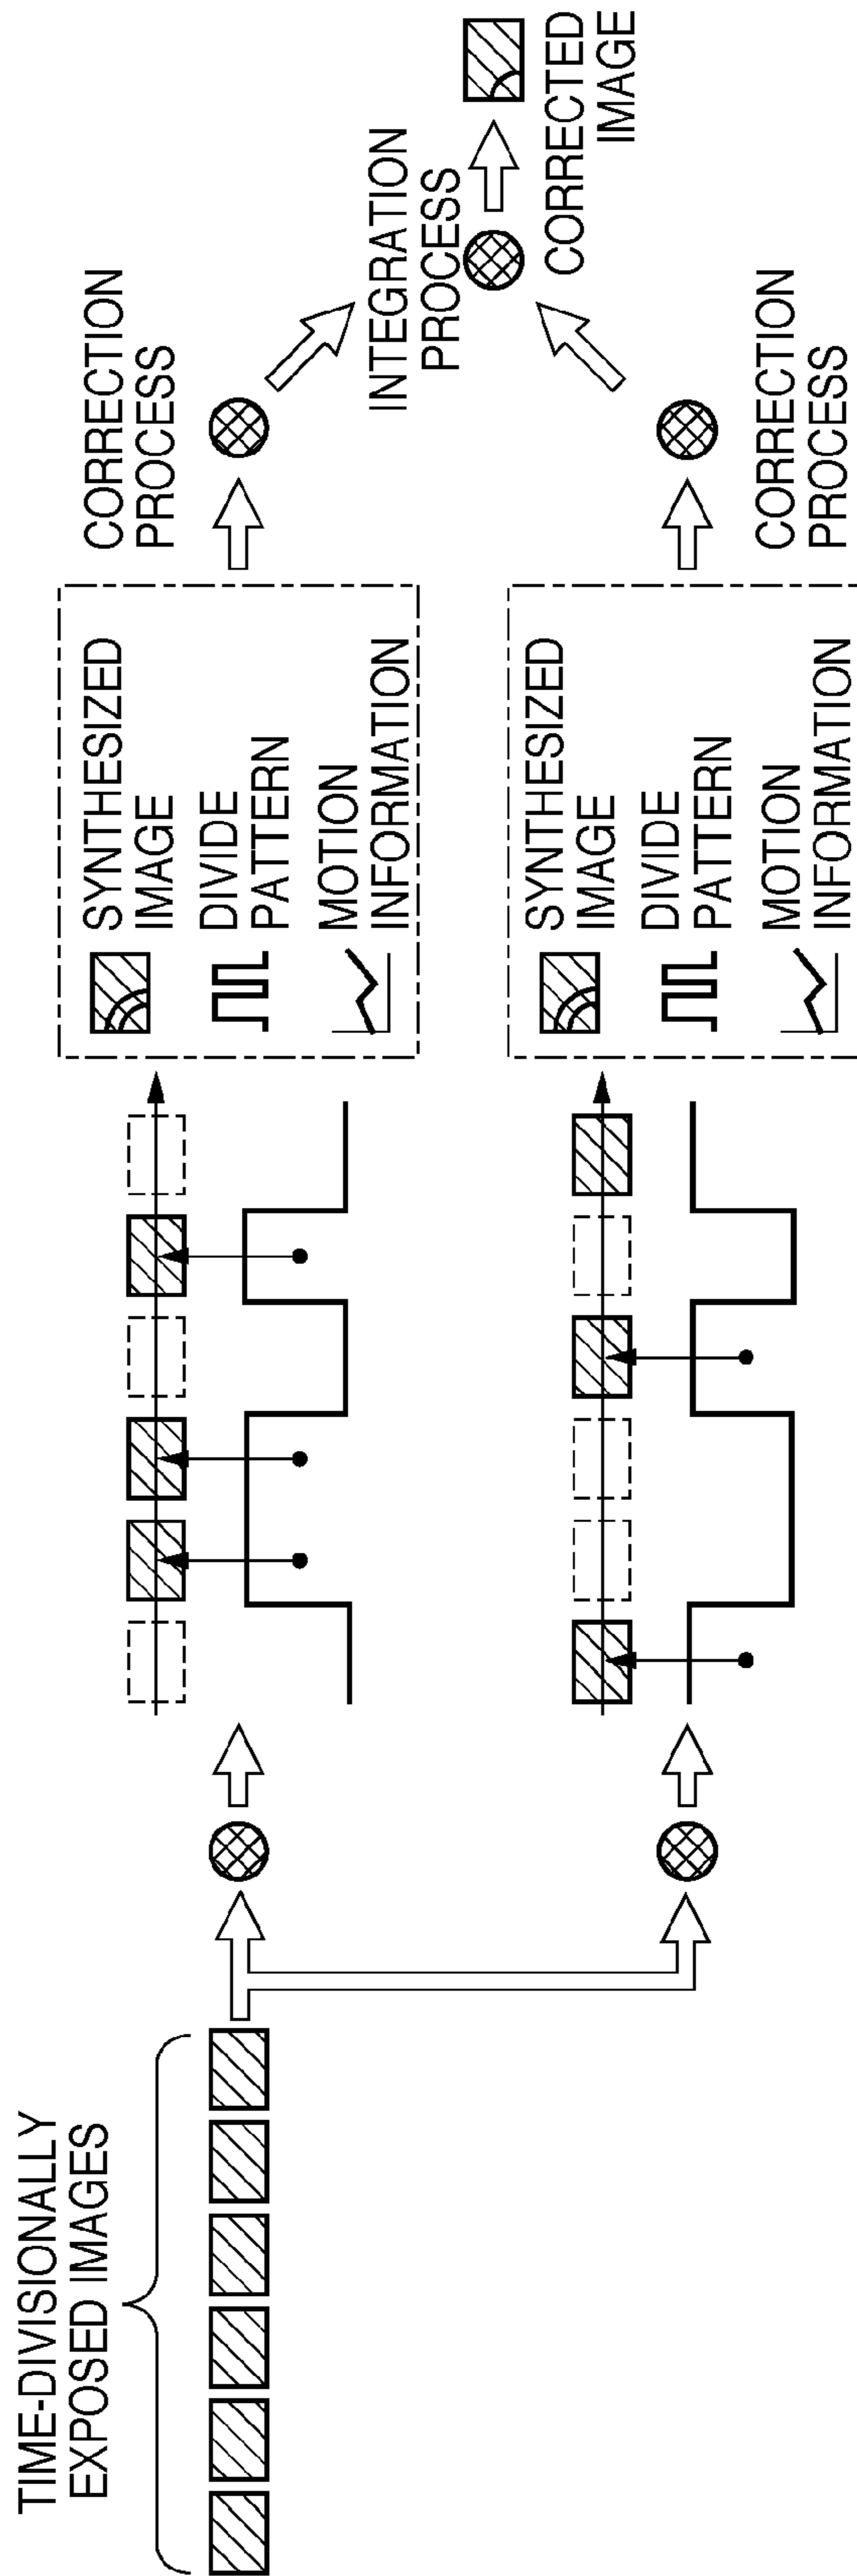 TIME-DIVISIONALLY
EXPOSED IMAGES
SYNTHESIZED
IMAGE
DIVIDE
PATTERN
MOTION
INFORMATION
CORRECTION
PROCESS
SYNTHESIZED
IMAGE
DIVIDE
PATTERN
MOTION
INFORMATION
CORRECTION
PROCESS
INTEGRATION
PROCESS
CORRECTED
IMAGE